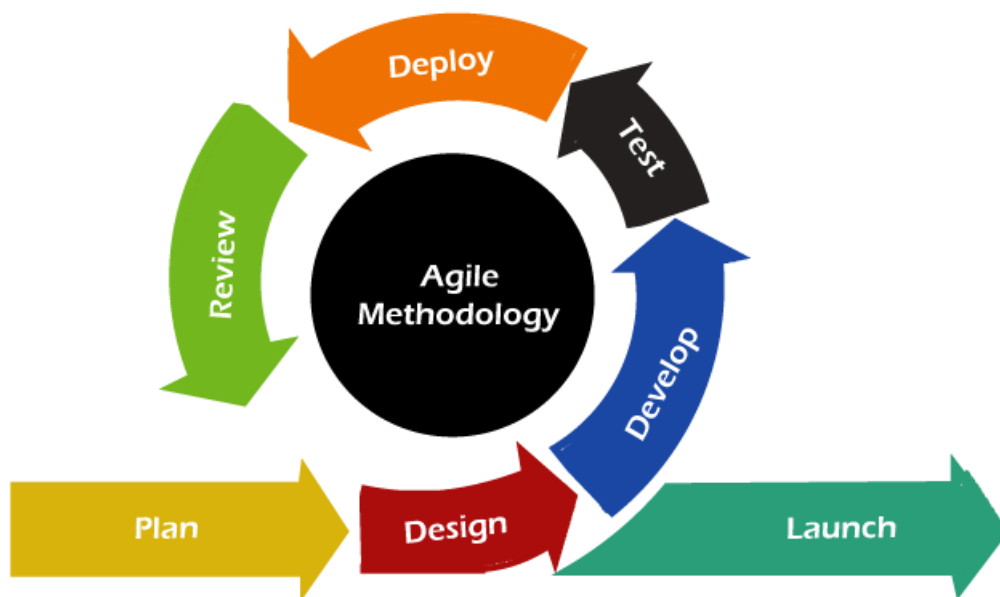 Deploy
Test
Review
Agile
Methodology
Develop
Plan
Design
Launch